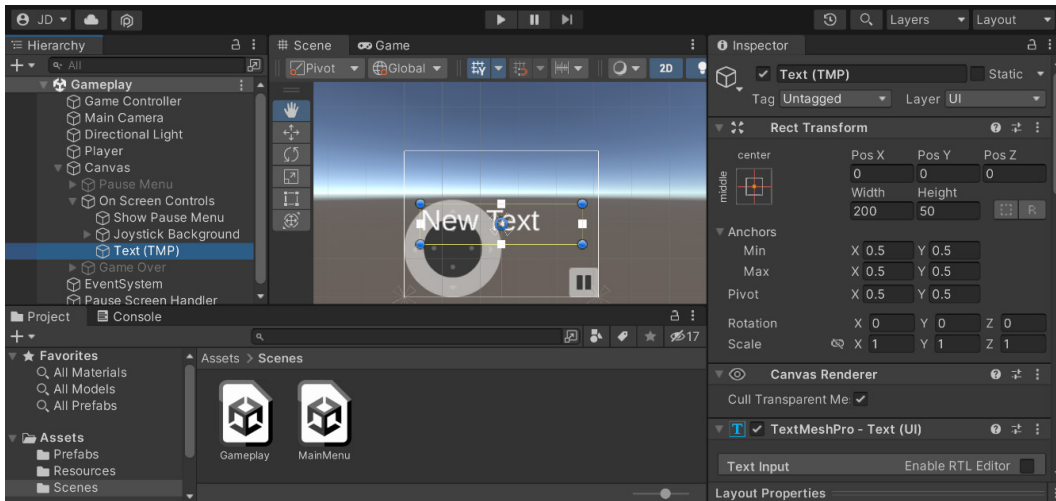 JD
Layers
Layout
Hierarchy
All
Gameplay
Game Controller
Main Camera
Directional Light
Player
Canvas
Pause Menu
On Screen Controls
Show Pause Menu
Joystick Background
Text (TMP)
Game Over
EventSystem
Pause Screen Handler
Scene
Game
Pivot
Global
2D
New Text
Inspector
Text (TMP)
Static
Tag Untagged
Layer UI
Rect Transform
center
middle
Pos X Pos Y Pos Z
0 0 0
Width Height
200 50
R
Anchors
Min X 0.5 Y 0.5
Max X 0.5 Y 0.5
Pivot X 0.5 Y 0.5
Rotation X 0 Y 0 Z 0
Scale X 1 Y 1 Z 1
Canvas Renderer
Cull Transparent Me
T TextMeshPro - Text (UI)
Text Input Enable RTL Editor
Layout Properties
Project
Console
17
Favorites
All Materials
All Models
All Prefabs
Assets
Prefabs
Resources
Scenes
Assets > Scenes
Gameplay
MainMenu